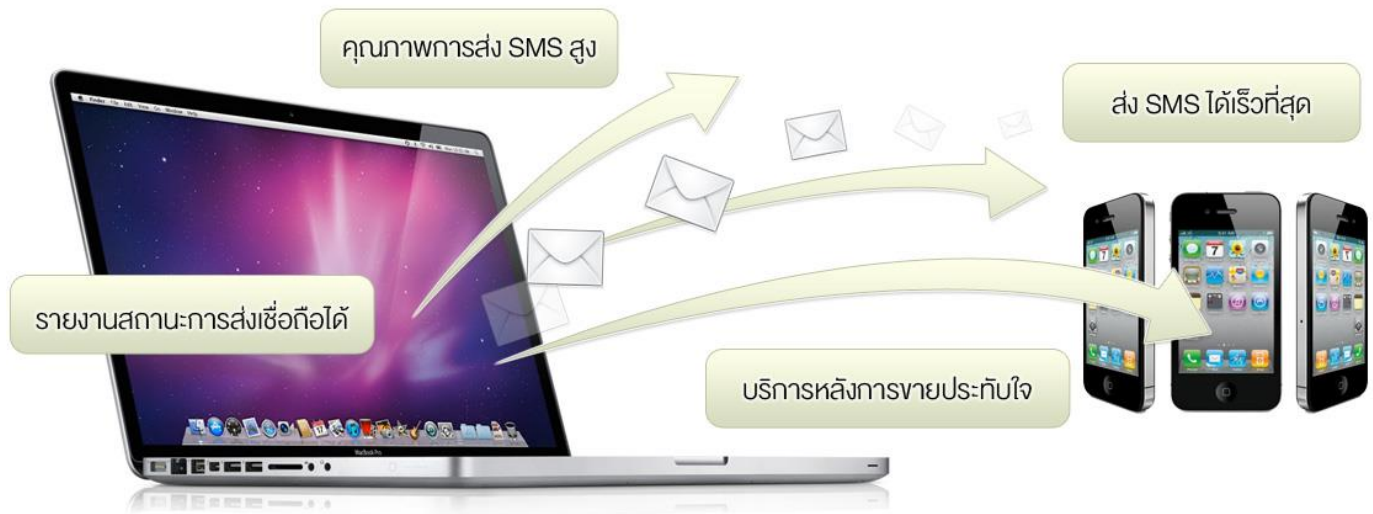 คุณภาพการส่ง SMS สูง
ส่ง SMS ได้เร็วที่สุด
รายงานสถานะการส่งเชื่อถือได้
บริการหลังการขายประทับใจ
MacBook Pro